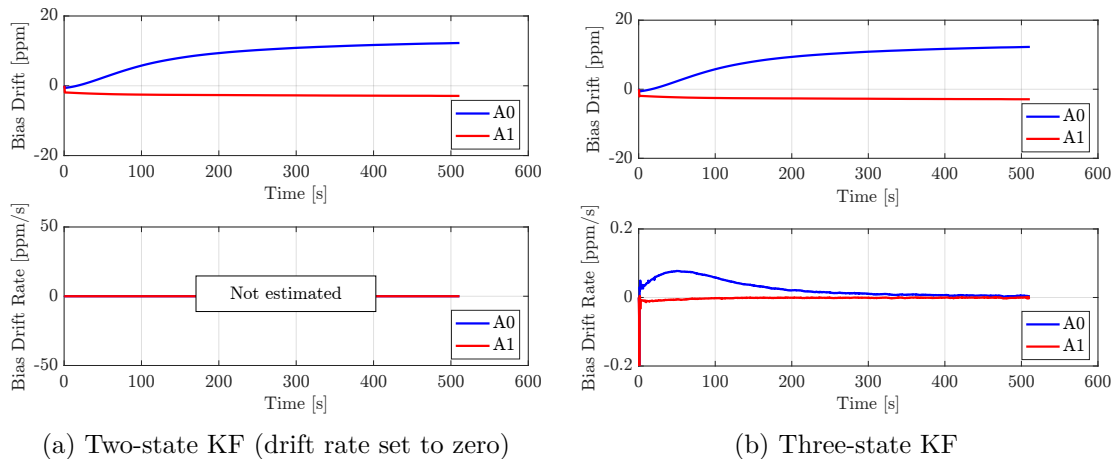 20
0
-20
Bias Drift [ppm]
0 100 200 300 400 500 600
Time [s]
A0
A1
50
0
-50
Bias Drift Rate [ppm/s]
Not estimated
0 100 200 300 400 500 600
Time [s]
A0
A1
(a) Two-state KF (drift rate set to zero)
20
0
-20
Bias Drift [ppm]
0 100 200 300 400 500 600
Time [s]
A0
A1
0.2
0
-0.2
Bias Drift Rate [ppm/s]
0 100 200 300 400 500 600
Time [s]
A0
A1
(b) Three-state KF